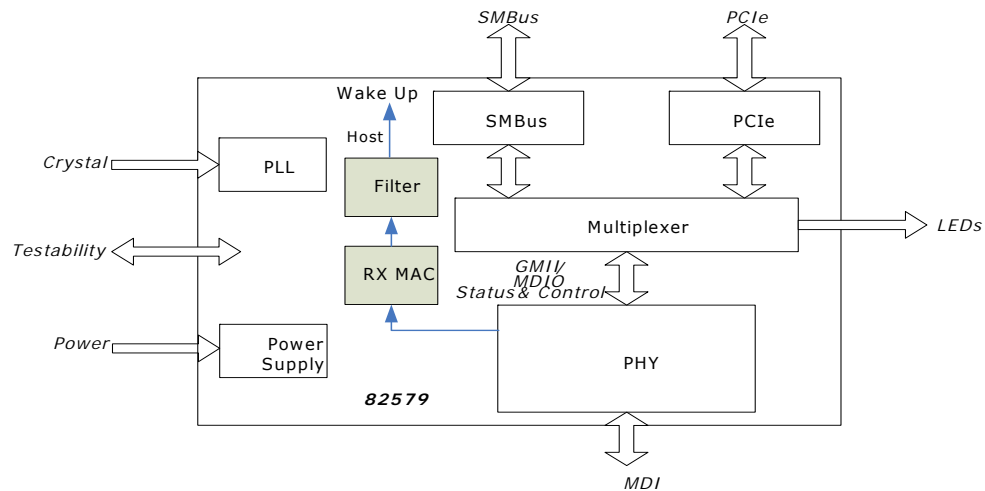 SMBus
PCIe
Wake Up
Host
SMBus
PCIe
Crystal
PLL
Filter
Multiplexer
LEDs
Testability
RX MAC
GMII/
MDIO
Status & Control
Power
Power
Supply
PHY
82579
MDI